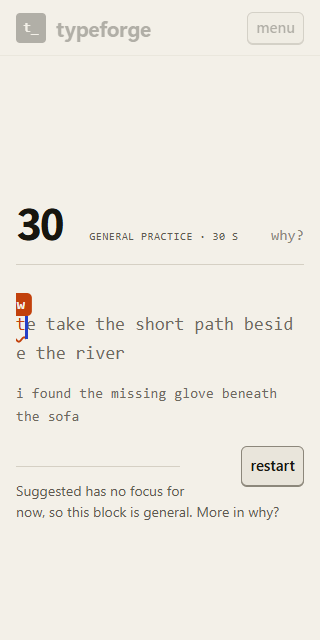 t_ typeforge menu
30 GENERAL PRACTICE · 30 S why?
w
te take the short path besid
e the river
i found the missing glove beneath
the sofa
restart
Suggested has no focus for
now, so this block is general. More in why?